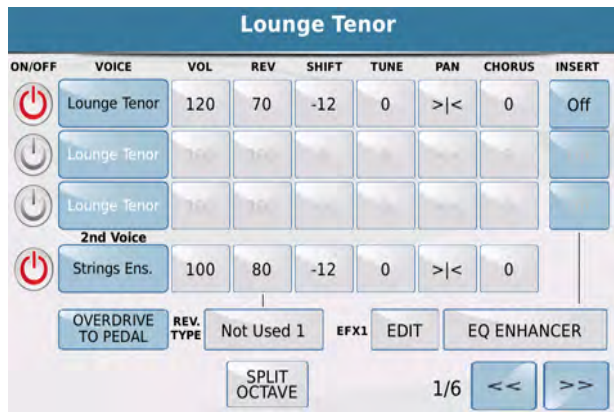 Lounge Tenor
ON/OFF VOICE VOL REV SHIFT TUNE PAN CHORUS INSERT
Lounge Tenor 120 70 -12 0 >|< 0 Off
Lounge Tenor
Lounge Tenor
2nd Voice
Strings Ens. 100 80 -12 0 >|< 0
OVERDRIVE TO PEDAL REV. TYPE Not Used 1 EFX1 EDIT EQ ENHANCER
SPLIT OCTAVE 1/6 << >>